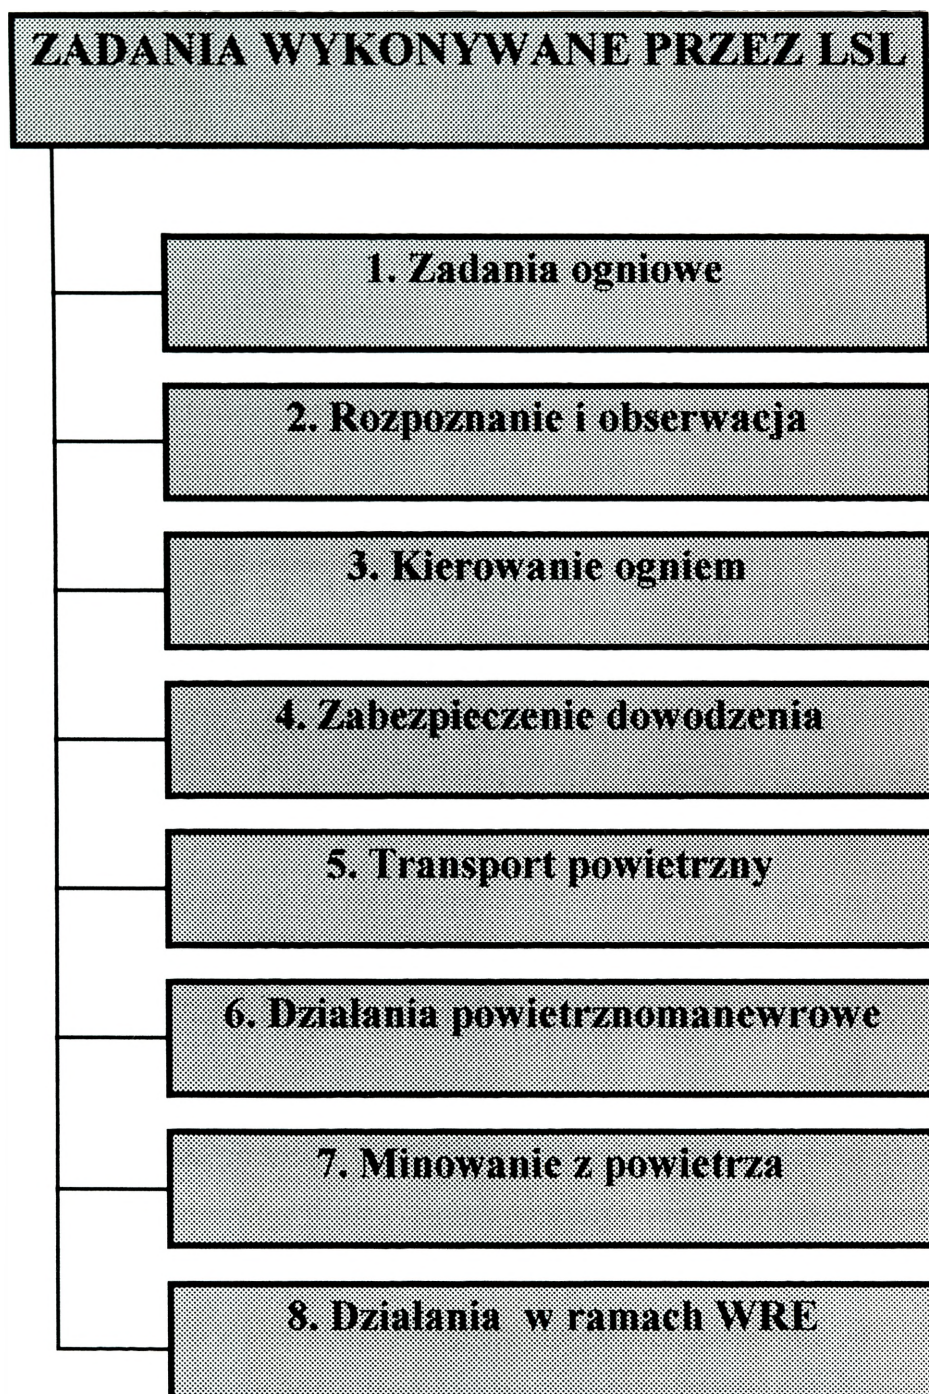 ZADANIA WYKONYWANE PRZEZ LSL
1. Zadania ogniowe
2. Rozpoznanie i obserwacja
3. Kierowanie ogniem
4. Zabezpieczenie dowodzenia
5. Transport powietrzny
6. Działania powietrznomanewrowe
7. Minowanie z powietrza
8. Działania w ramach WRE